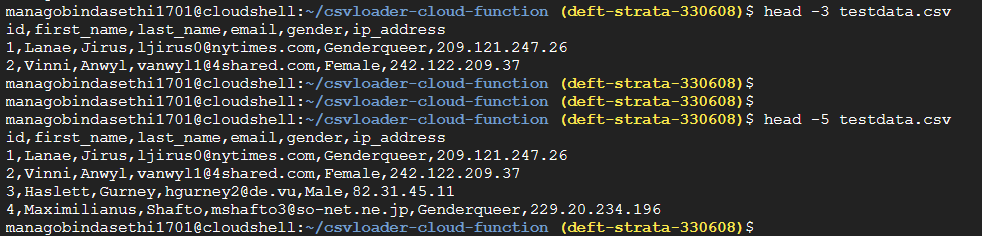 managobindasethi1701@cloudshell:~/csvloader-cloud-function (deft-strata-330608)$ head -3 testdata.csv
id,first_name,last_name,email,gender,ip_address
1,Lanae,Jirus,ljirus0@nytimes.com,Genderqueer,209.121.247.26
2,Vinni,Anwyl,vanwyl1@4shared.com,Female,242.122.209.37
managobindasethi1701@cloudshell:~/csvloader-cloud-function (deft-strata-330608)$
managobindasethi1701@cloudshell:~/csvloader-cloud-function (deft-strata-330608)$
managobindasethi1701@cloudshell:~/csvloader-cloud-function (deft-strata-330608)$ head -5 testdata.csv
id,first_name,last_name,email,gender,ip_address
1,Lanae,Jirus,ljirus0@nytimes.com,Genderqueer,209.121.247.26
2,Vinni,Anwyl,vanwyl1@4shared.com,Female,242.122.209.37
3,Haslett,Gurney,hgurney2@de.vu,Male,82.31.45.11
4,Maximilianus,Shafto,mshafto3@so-net.ne.jp,Genderqueer,229.20.234.196
managobindasethi1701@cloudshell:~/csvloader-cloud-function (deft-strata-330608)$